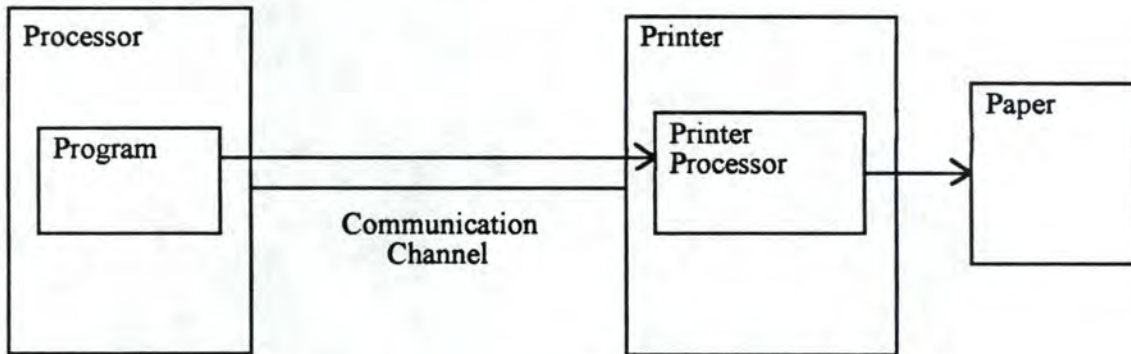 Processor
Program
Communication
Channel
Printer
Printer
Processor
Paper